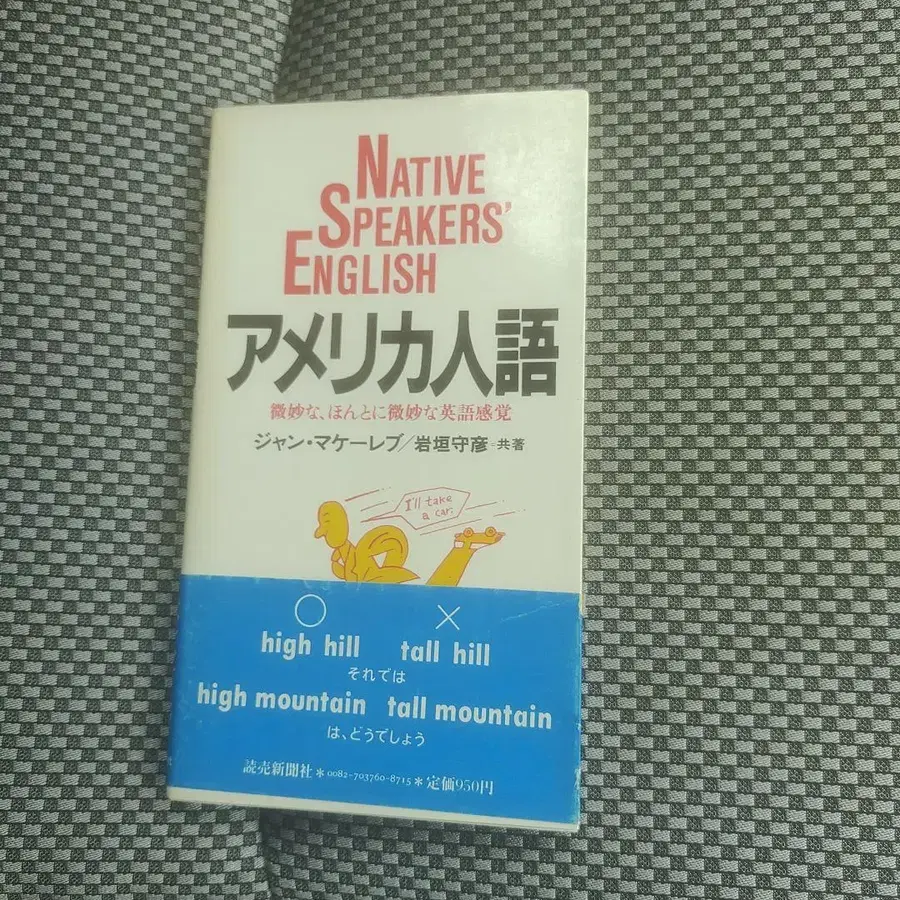 NATIVE
SPEAKERS'
ENGLISH
アメリカ人語
微妙な、ほんとに微妙な英語感覚
ジャン・マケーレブ/岩垣守彦=共著
I'll take
a car.
○ ×
high hill tall hill
それでは
high mountain tall mountain
は、どうでしょう
読売新聞社＊0082-703760-8715＊定価950円